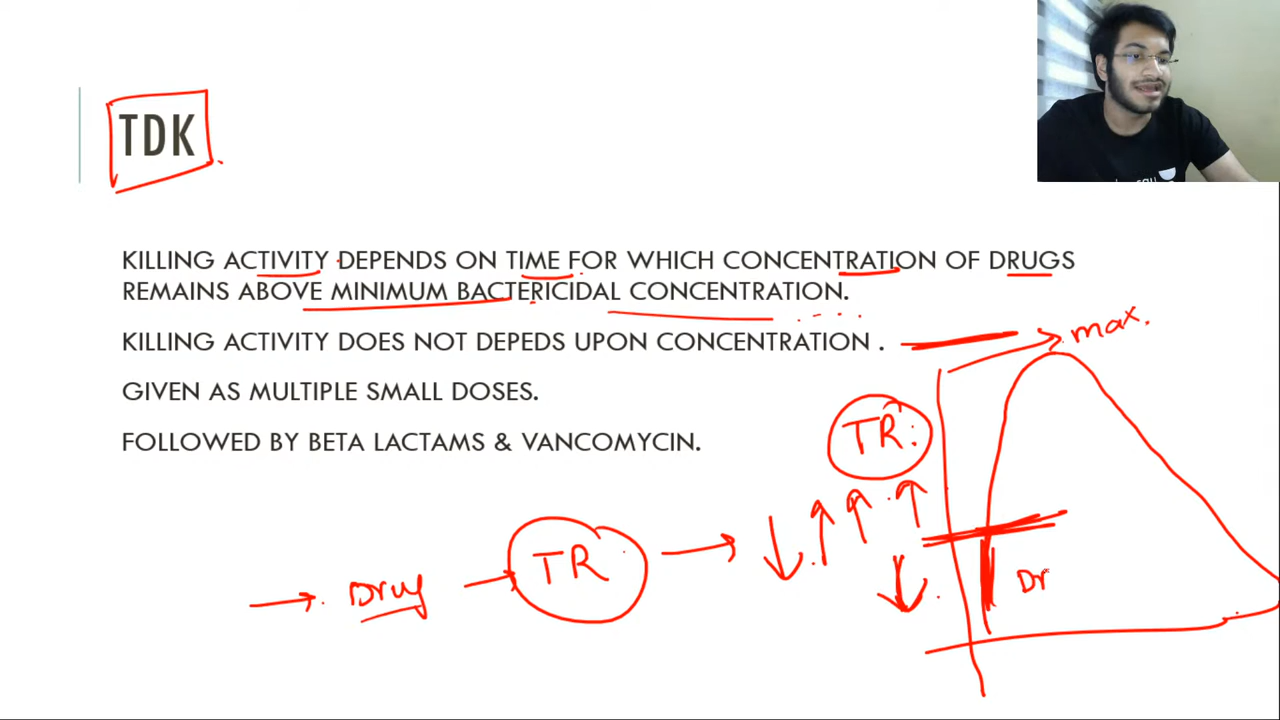 TDK
KILLING ACTIVITY DEPENDS ON TIME FOR WHICH CONCENTRATION OF DRUGS
REMAINS ABOVE MINIMUM BACTERICIDAL CONCENTRATION.
KILLING ACTIVITY DOES NOT DEPEDS UPON CONCENTRATION .
max.
GIVEN AS MULTIPLE SMALL DOSES.
TR
FOLLOWED BY BETA LACTAMS & VANCOMYCIN.
Drug
TR
Dr